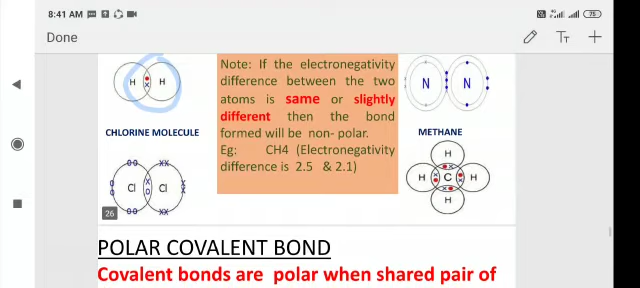 8:41 AM
75
Done
H H
CHLORINE MOLECULE
Cl Cl
26
Note: If the electronegativity
difference between the two
atoms is same or slightly
different then the bond
formed will be non- polar.
Eg: CH4 (Electronegativity
difference is 2.5 & 2.1)
N N
METHANE
H
H C H
H
POLAR COVALENT BOND
Covalent bonds are polar when shared pair of